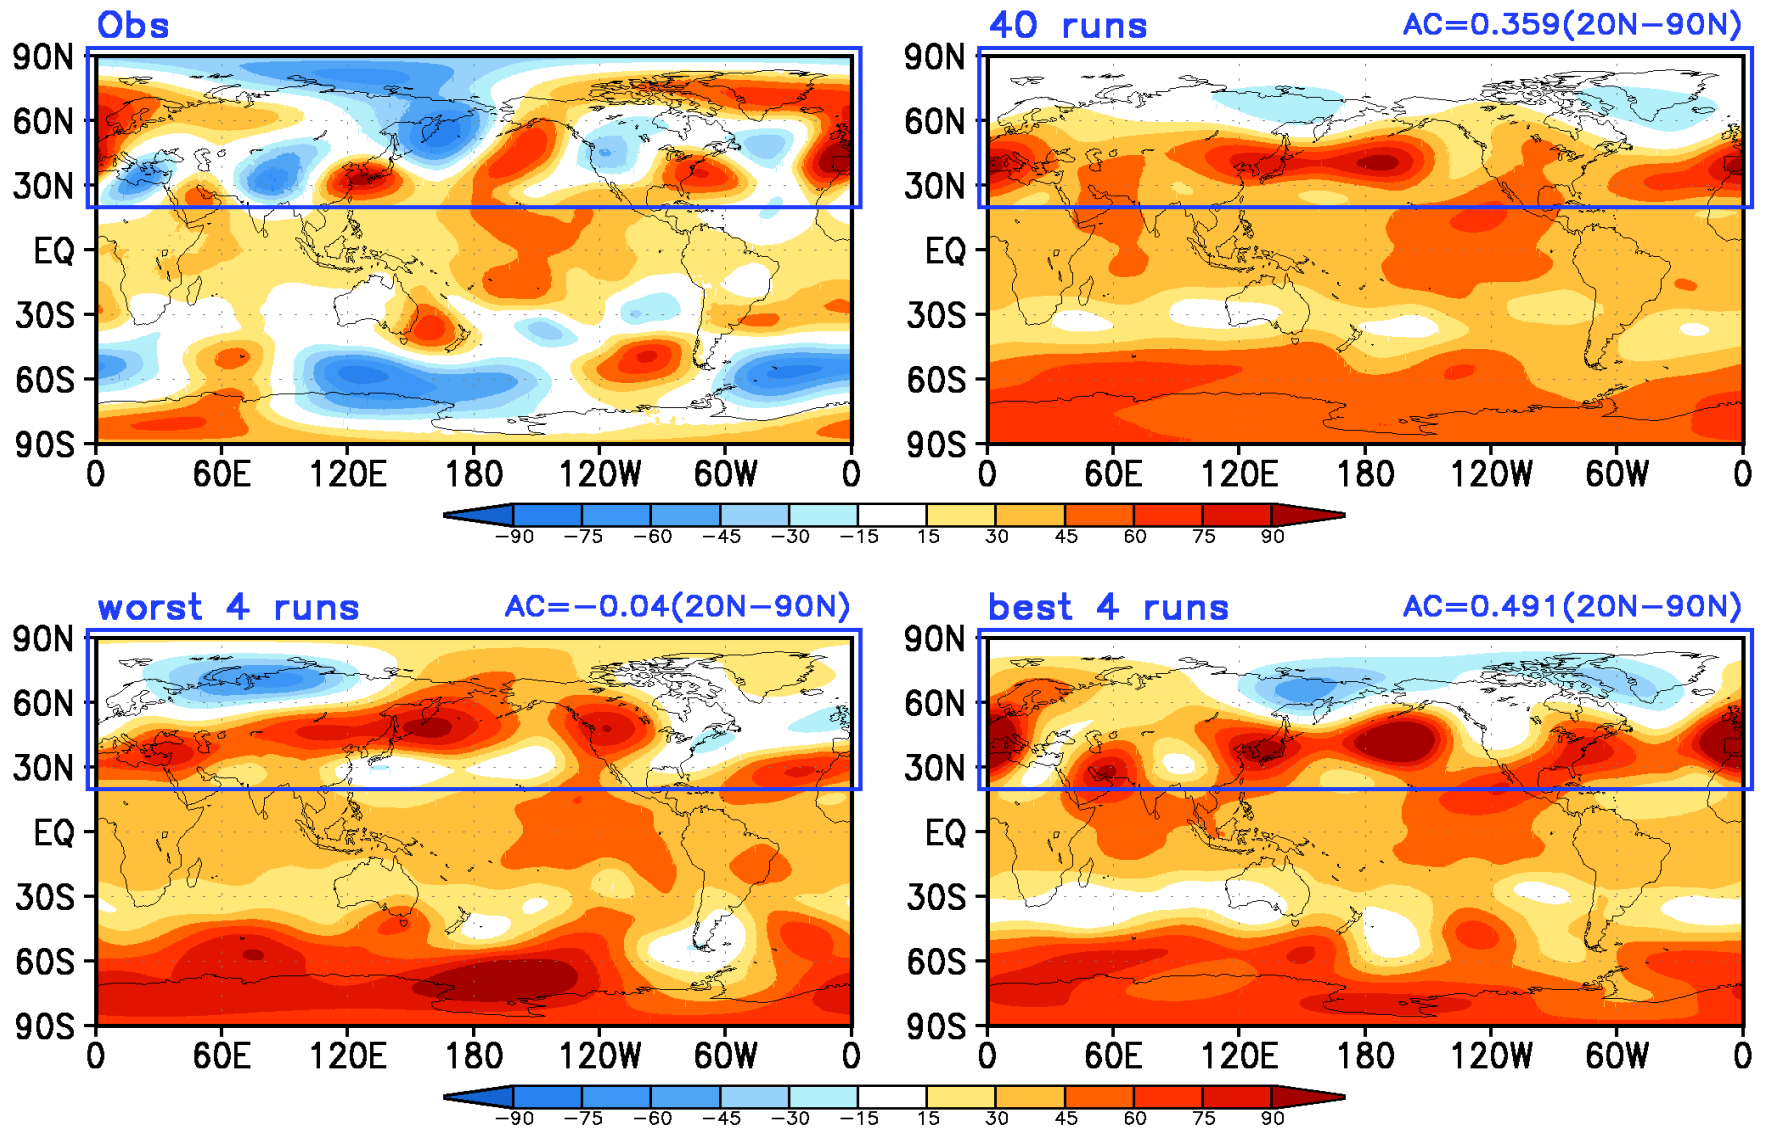 Obs
40 runs AC=0.359(20N−90N)
90N 90N
60N 60N
30N 30N
EQ EQ
30S 30S
60S 60S
90S 90S
0 60E 120E 180 120W 60W 0 0 60E 120E 180 120W 60W 0
−90 −75 −60 −45 −30 −15 15 30 45 60 75 90
worst 4 runs AC=−0.04(20N−90N)
best 4 runs AC=0.491(20N−90N)
90N 90N
60N 60N
30N 30N
EQ EQ
30S 30S
60S 60S
90S 90S
0 60E 120E 180 120W 60W 0 0 60E 120E 180 120W 60W 0
−90 −75 −60 −45 −30 −15 15 30 45 60 75 90